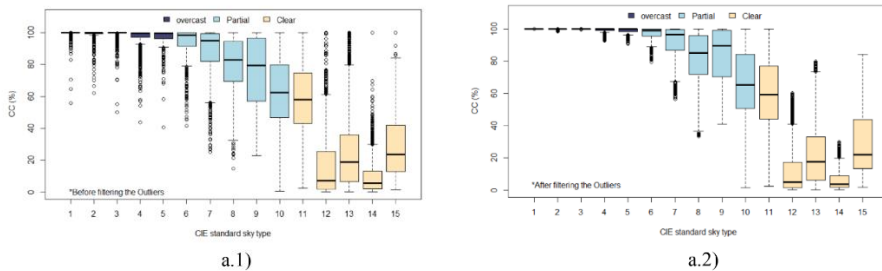 overcast Partial Clear
CC (%)
100
80
60
40
20
0
*Before filtering the Outliers
1 2 3 4 5 6 7 8 9 10 11 12 13 14 15
CIE standard sky type
a.1)
overcast Partial Clear
CC (%)
100
80
60
40
20
0
*After filtering the Outliers
1 2 3 4 5 6 7 8 9 10 11 12 13 14 15
CIE standard sky type
a.2)